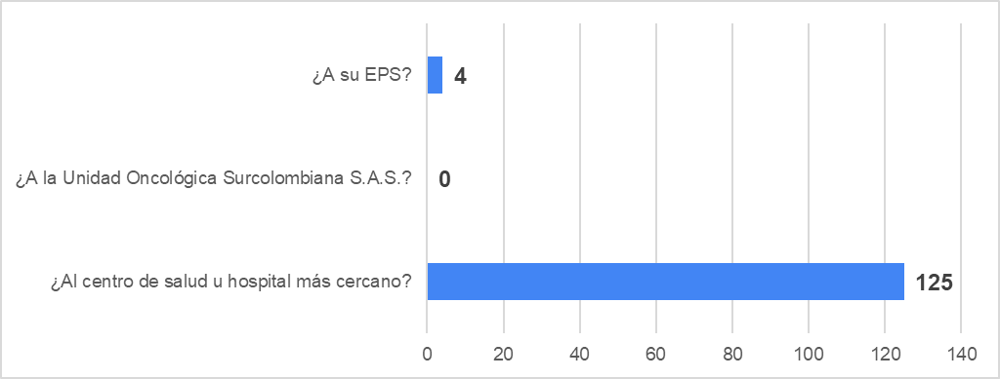 ¿A su EPS?
4
¿A la Unidad Oncológica Surcolombiana S.A.S.?
0
¿Al centro de salud u hospital más cercano?
125
0 20 40 60 80 100 120 140